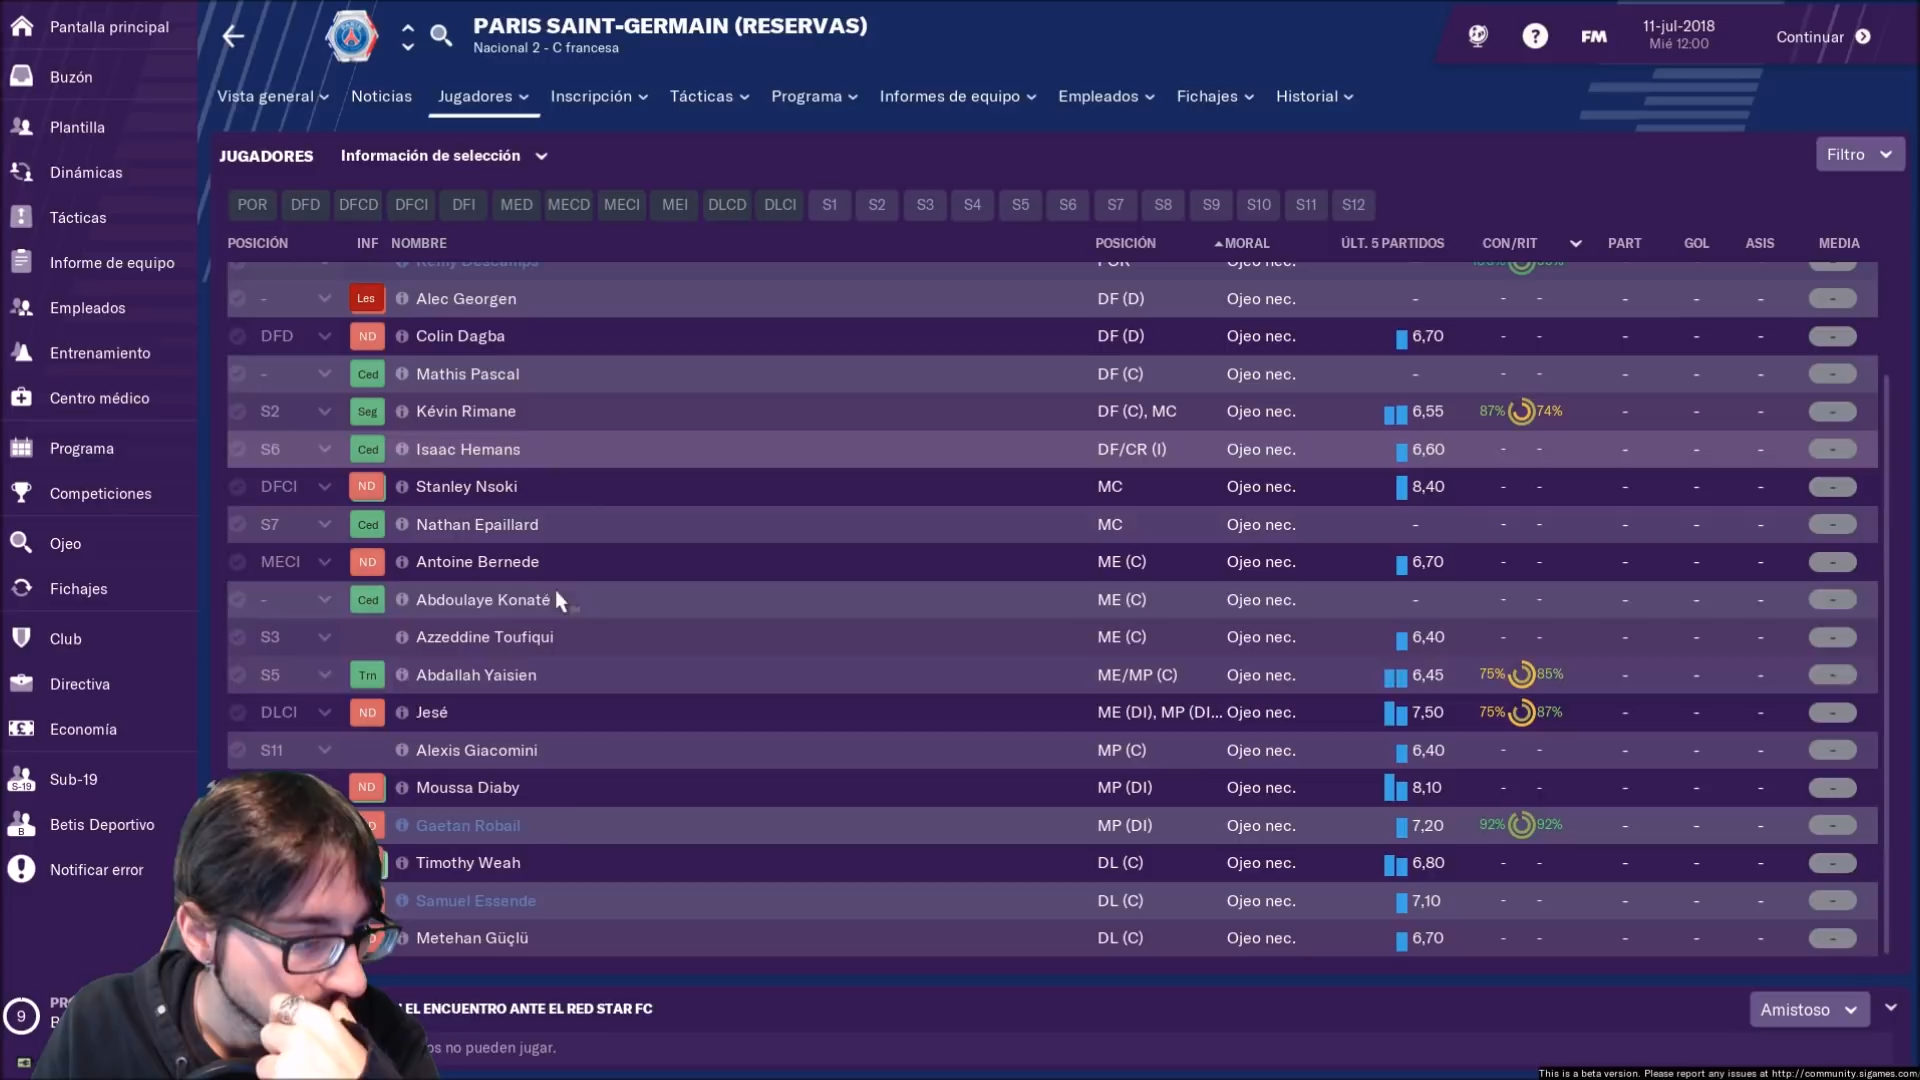 PARIS SAINT-GERMAIN (RESERVAS)
Nacional 2 - C francesa
FM
11-jul-2018
Mié 12:00
Continuar
Pantalla principal
Buzón
Plantilla
Dinámicas
Tácticas
Informe de equipo
Empleados
Entrenamiento
Centro médico
Programa
Competiciones
Ojeo
Fichajes
Club
Directiva
Economía
S-19 Sub-19
B Betis Deportivo
Notificar error
9
Vista general Noticias Jugadores Inscripción Tácticas Programa Informes de equipo Empleados Fichajes Historial
JUGADORES Información de selección Filtro
POR DFD DFCD DFCI DFI MED MECD MECI MEI DLCD DLCI S1 S2 S3 S4 S5 S6 S7 S8 S9 S10 S11 S12
POSICIÓN INF NOMBRE POSICIÓN MORAL ÚLT. 5 PARTIDOS CON/RIT PART GOL ASIS MEDIA
- Les Alec Georgen DF (D) Ojeo nec. - - - - - - -
DFD ND Colin Dagba DF (D) Ojeo nec. 6,70 - - - - - -
- Ced Mathis Pascal DF (C) Ojeo nec. - - - - - - -
S2 Seg Kévin Rimane DF (C), MC Ojeo nec. 6,55 87% 74% - - - -
S6 Ced Isaac Hemans DF/CR (I) Ojeo nec. 6,60 - - - - - -
DFCI ND Stanley Nsoki MC Ojeo nec. 8,40 - - - - - -
S7 Ced Nathan Epaillard MC Ojeo nec. - - - - - - -
MECI ND Antoine Bernede ME (C) Ojeo nec. 6,70 - - - - - -
- Ced Abdoulaye Konaté ME (C) Ojeo nec. - - - - - - -
S3 Azzeddine Toufiqui ME (C) Ojeo nec. 6,40 - - - - - -
S5 Trn Abdallah Yaisien ME/MP (C) Ojeo nec. 6,45 75% 85% - - - -
DLCI ND Jesé ME (DI), MP (DI... Ojeo nec. 7,50 75% 87% - - - -
S11 Alexis Giacomini MP (C) Ojeo nec. 6,40 - - - - - -
ND Moussa Diaby MP (DI) Ojeo nec. 8,10 - - - - - -
Gaetan Robail MP (DI) Ojeo nec. 7,20 92% 92% - - - -
Timothy Weah DL (C) Ojeo nec. 6,80 - - - - - -
Samuel Essende DL (C) Ojeo nec. 7,10 - - - - - -
Metehan Güçlü DL (C) Ojeo nec. 6,70 - - - - - -
EL ENCUENTRO ANTE EL RED STAR FC Amistoso
no pueden jugar.
This is a beta version. Please report any issues at http://community.sigames.com